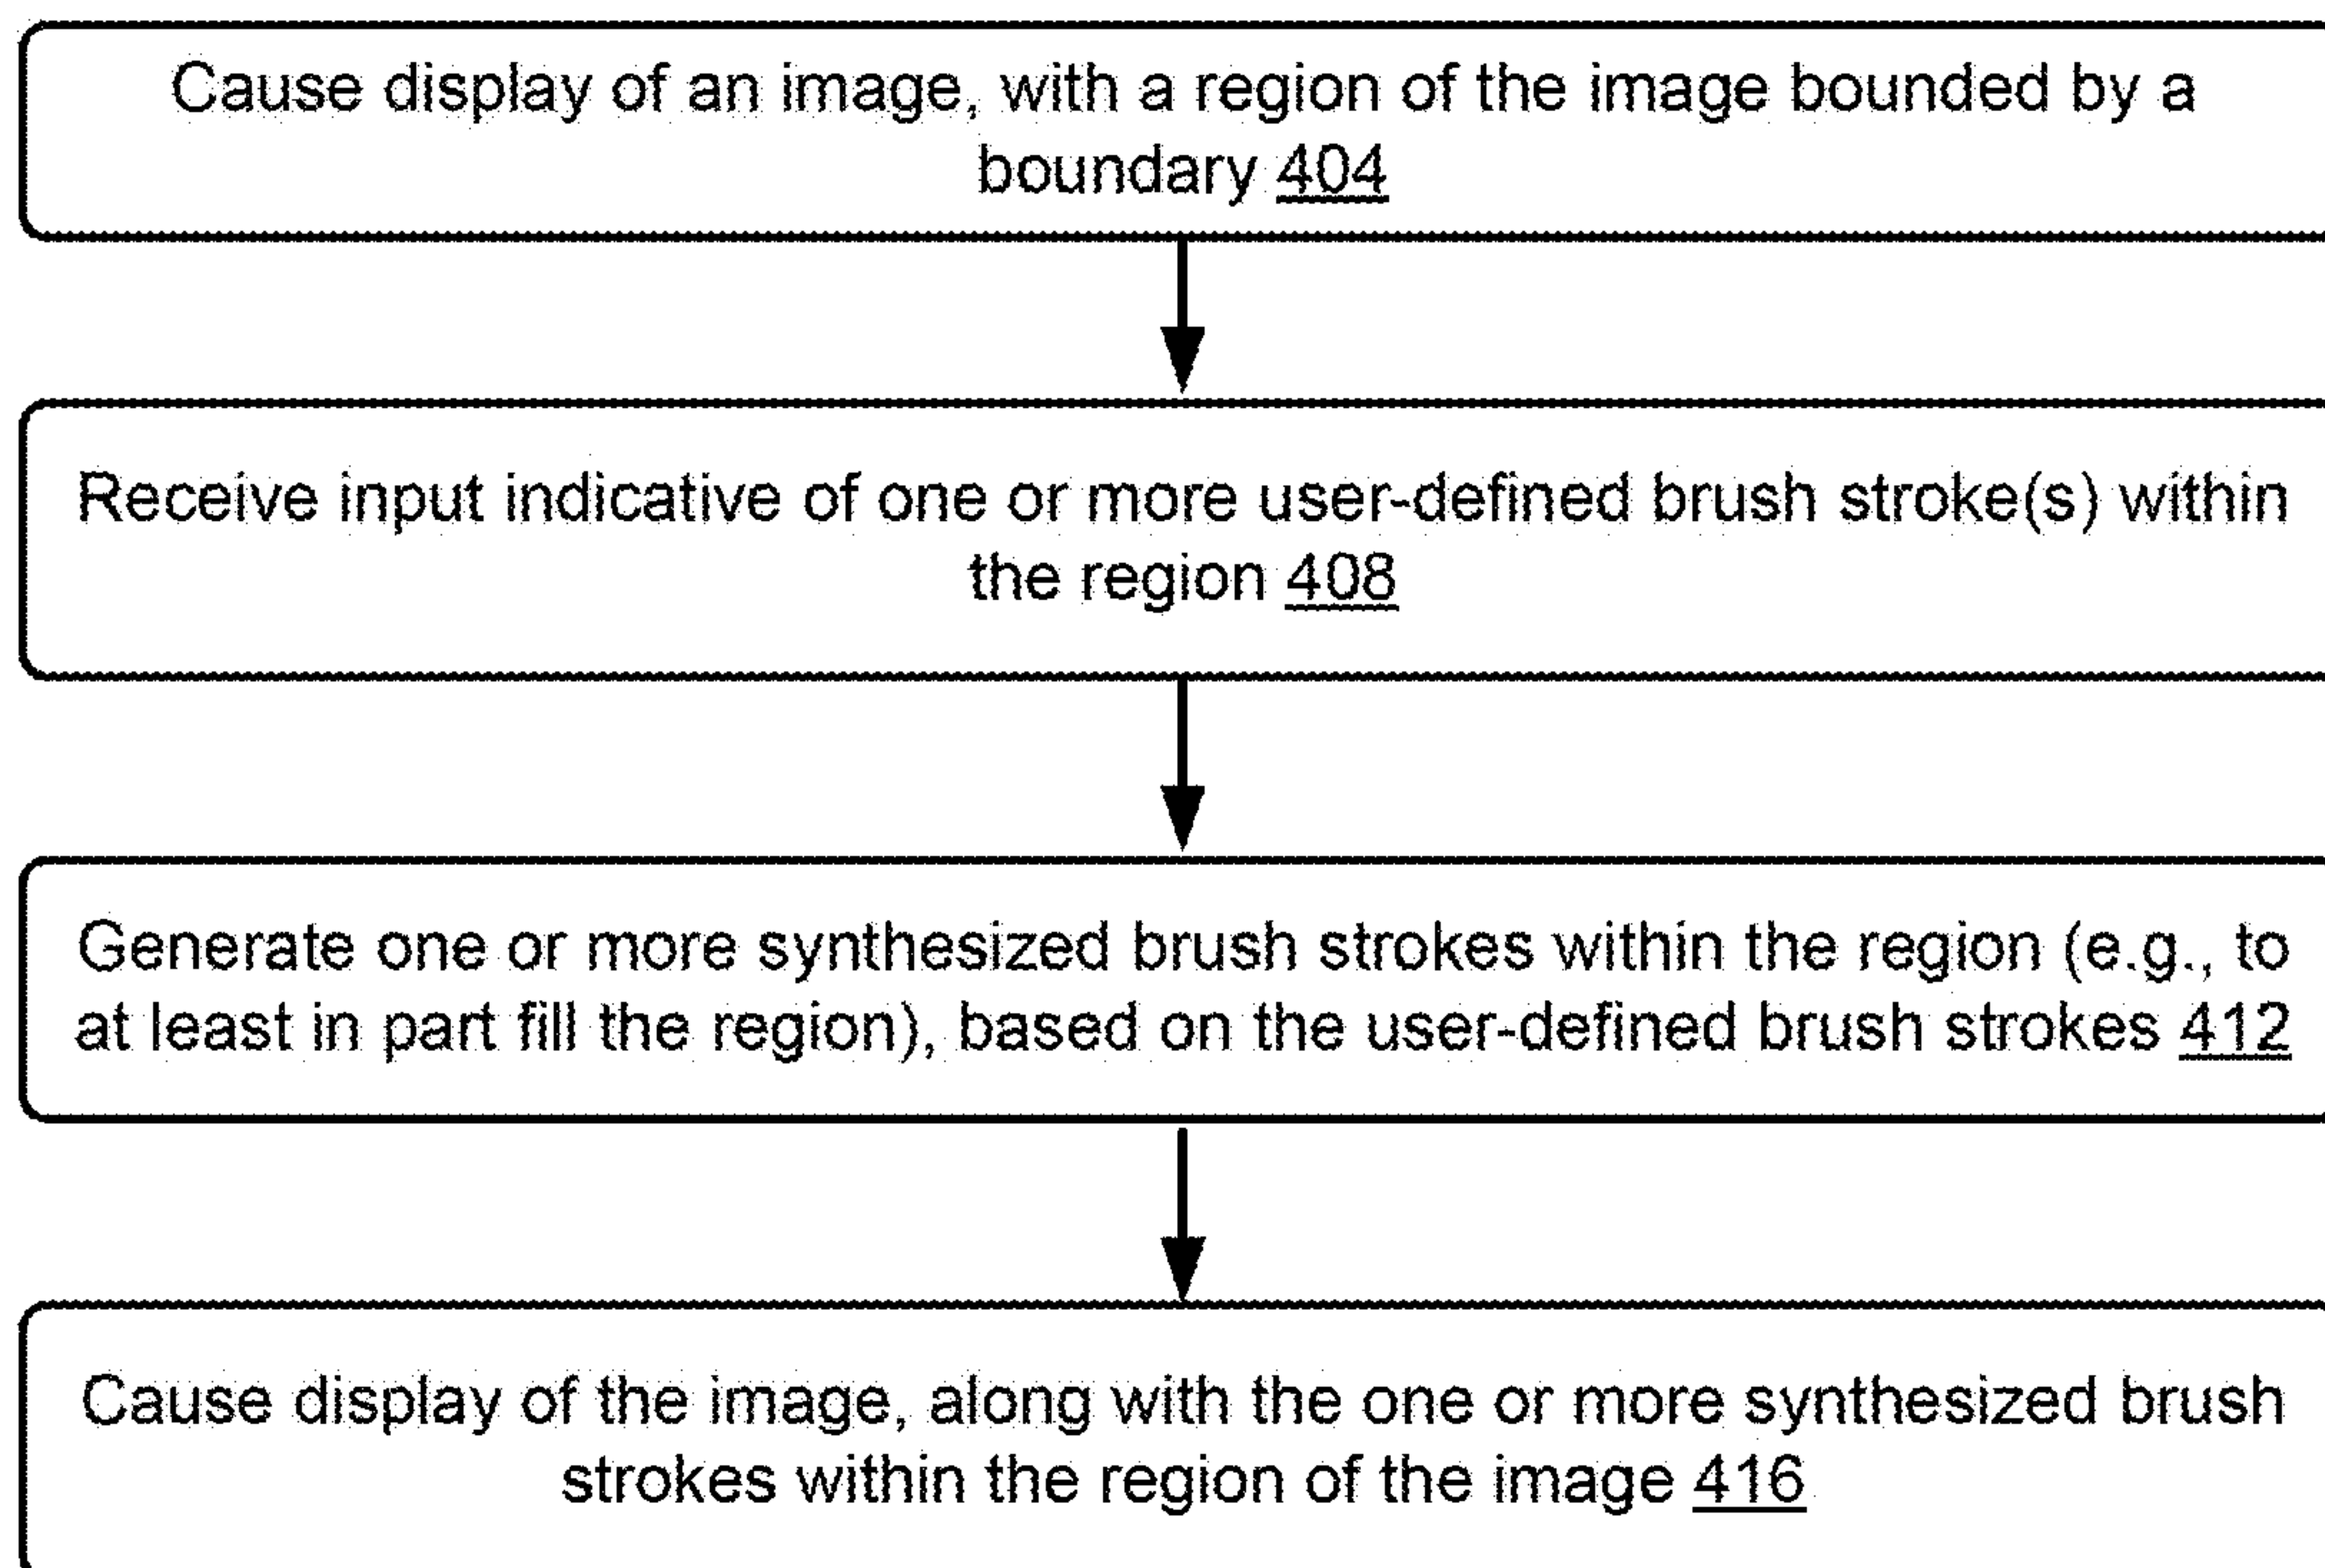 Cause display of an image, with a region of the image bounded by a
boundary 404
Receive input indicative of one or more user-defined brush stroke(s) within
the region 408
Generate one or more synthesized brush strokes within the region (e.g., to
at least in part fill the region), based on the user-defined brush strokes 412
Cause display of the image, along with the one or more synthesized brush
strokes within the region of the image 416